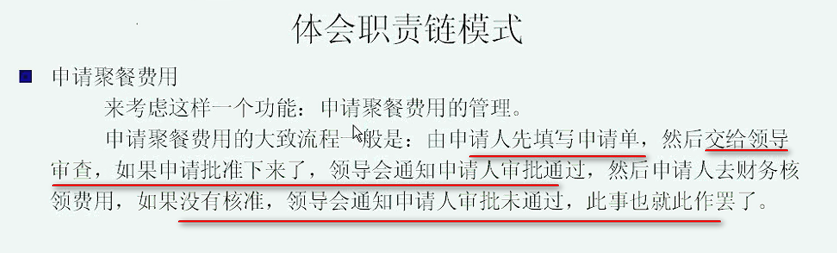 体会职责链模式
申请聚餐费用
来考虑这样一个功能：申请聚餐费用的管理。
申请聚餐费用的大致流程一般是：由申请人先填写申请单，然后交给领导
审查，如果申请批准下来了，领导会通知申请人审批通过，然后申请人去财务核
领费用，如果没有核准，领导会通知申请人审批未通过，此事也就此作罢了。